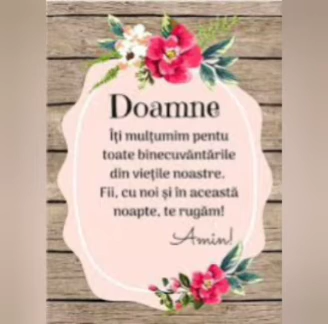 Doamne
Îți mulțumim pentu
toate binecuvântările
din viețile noastre.
Fii, cu noi și în această
noapte, te rugăm!
Amin!